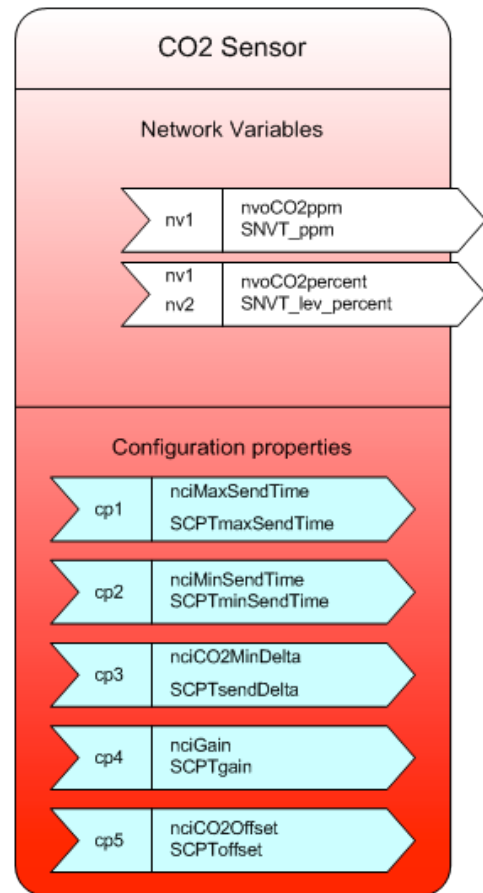 CO2 Sensor
Network Variables
nv1
nvoCO2ppm
SNVT_ppm
nv1
nv2
nvoCO2percent
SNVT_lev_percent
Configuration properties
cp1
nciMaxSendTime
SCPTmaxSendTime
cp2
nciMinSendTime
SCPTminSendTime
cp3
nciCO2MinDelta
SCPTsendDelta
cp4
nciGain
SCPTgain
cp5
nciCO2Offset
SCPToffset